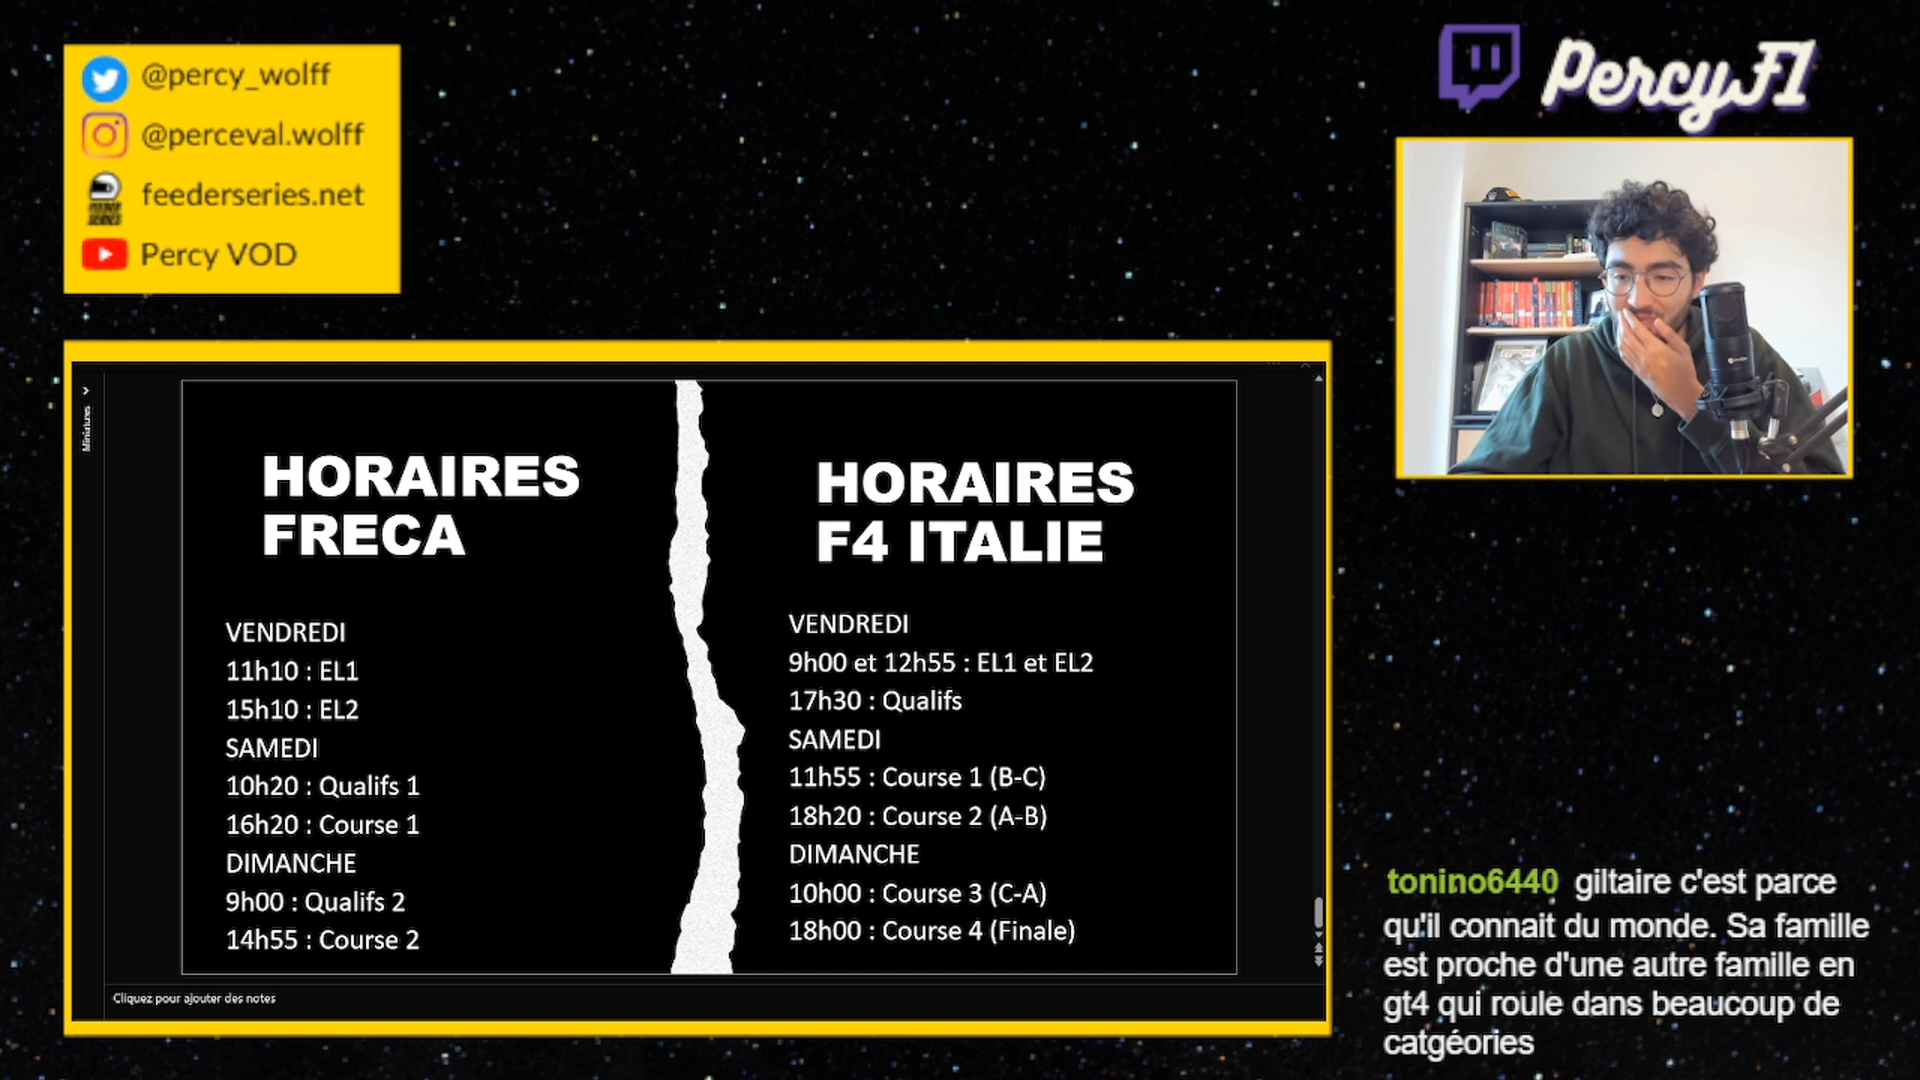 @percy_wolff
@perceval.wolff
feederseries.net
Percy VOD
PercyF1
Miniatures
HORAIRES
FRECA
VENDREDI
11h10 : EL1
15h10 : EL2
SAMEDI
10h20 : Qualifs 1
16h20 : Course 1
DIMANCHE
9h00 : Qualifs 2
14h55 : Course 2
HORAIRES
F4 ITALIE
VENDREDI
9h00 et 12h55 : EL1 et EL2
17h30 : Qualifs
SAMEDI
11h55 : Course 1 (B-C)
18h20 : Course 2 (A-B)
DIMANCHE
10h00 : Course 3 (C-A)
18h00 : Course 4 (Finale)
Cliquez pour ajouter des notes
tonino6440 giltaire c'est parce
qu'il connait du monde. Sa famille
est proche d'une autre famille en
gt4 qui roule dans beaucoup de
catgéories